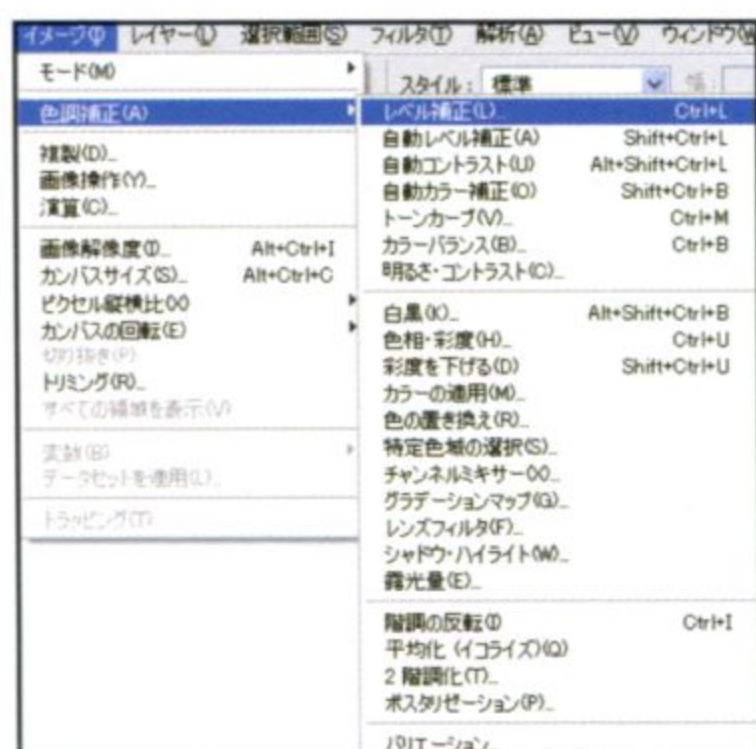 イメージ(I) レイヤー(L) 選択範囲(S) フィルタ(T) 解析(A) ビュー(V) ウィンドウ(W
スタイル: 標準 幅:
モード(M)
色調補正(A)
複製(D)...
画像操作(Y)...
演算(C)...
画像解像度(I)... Alt+Ctrl+I
カンバスサイズ(S)... Alt+Ctrl+C
ピクセル縦横比(X)
カンバスの回転(E)
切り抜き(P)
トリミング(R)...
すべての領域を表示(V)
変数(B)
データセットを適用(L)...
トラッピング(T)
レベル補正(L)... Ctrl+L
自動レベル補正(A) Shift+Ctrl+L
自動コントラスト(U) Alt+Shift+Ctrl+L
自動カラー補正(O) Shift+Ctrl+B
トーンカーブ(V)... Ctrl+M
カラーバランス(B)... Ctrl+B
明るさ・コントラスト(C)...
白黒(K)... Alt+Shift+Ctrl+B
色相・彩度(H)... Ctrl+U
彩度を下げる(D) Shift+Ctrl+U
カラーの適用(M)...
色の置き換え(R)...
特定色域の選択(S)...
チャンネルミキサー(X)...
グラデーションマップ(G)...
レンズフィルタ(F)...
シャドウ・ハイライト(W)...
露光量(E)...
階調の反転(I) Ctrl+I
平均化 (イコライズ)(Q)
2 階調化(T)...
ポスタリゼーション(P)...
バリエーション...